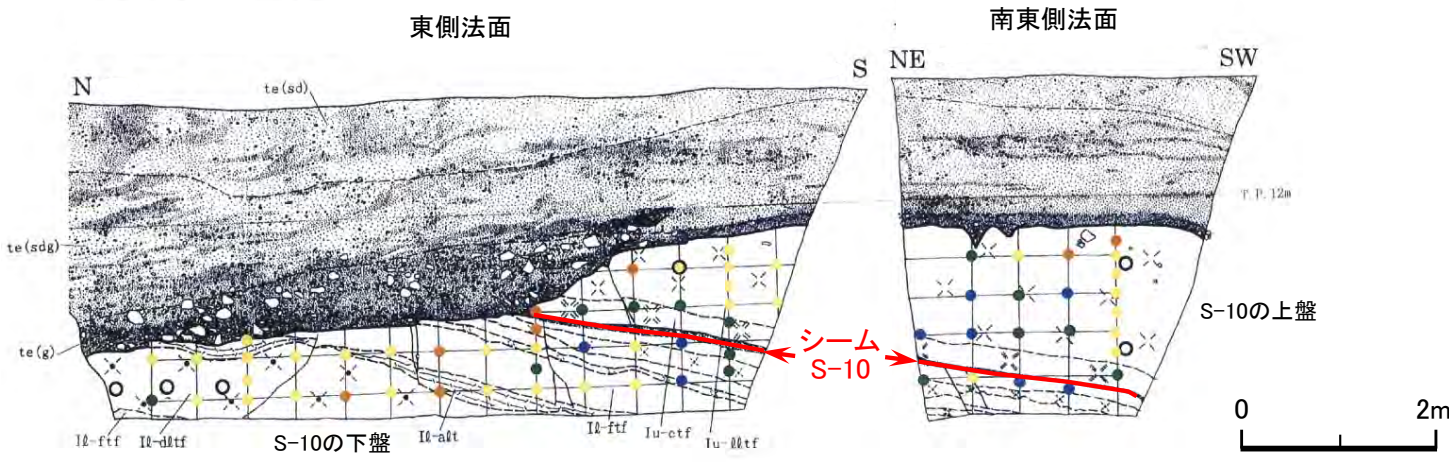 東側法面
南東側法面
N
S
NE
SW
te(sd)
T.P. 12m
te(sdg)
te(g)
シーム
S-10
S-10の上盤
Iℓ-ftf
Iℓ-dℓtf
S-10の下盤
Iℓ-aℓt
Iℓ-ftf
Iu-ctf
Iu-ℓℓtf
0
2m